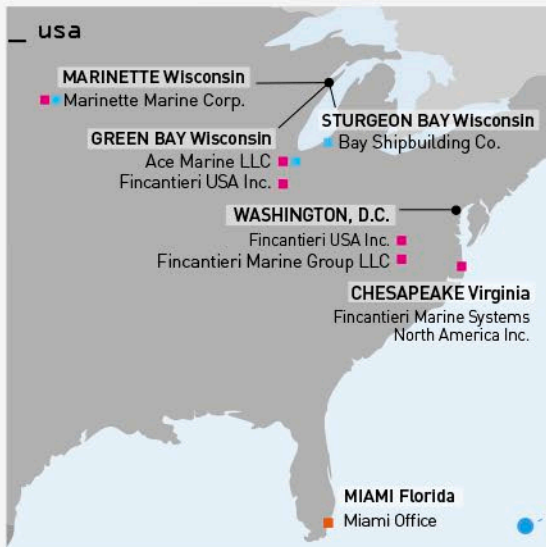 _ usa
MARINETTE Wisconsin
Marinette Marine Corp.
STURGEON BAY Wisconsin
Bay Shipbuilding Co.
GREEN BAY Wisconsin
Ace Marine LLC
Fincantieri USA Inc.
WASHINGTON, D.C.
Fincantieri USA Inc.
Fincantieri Marine Group LLC
CHESAPEAKE Virginia
Fincantieri Marine Systems
North America Inc.
MIAMI Florida
Miami Office